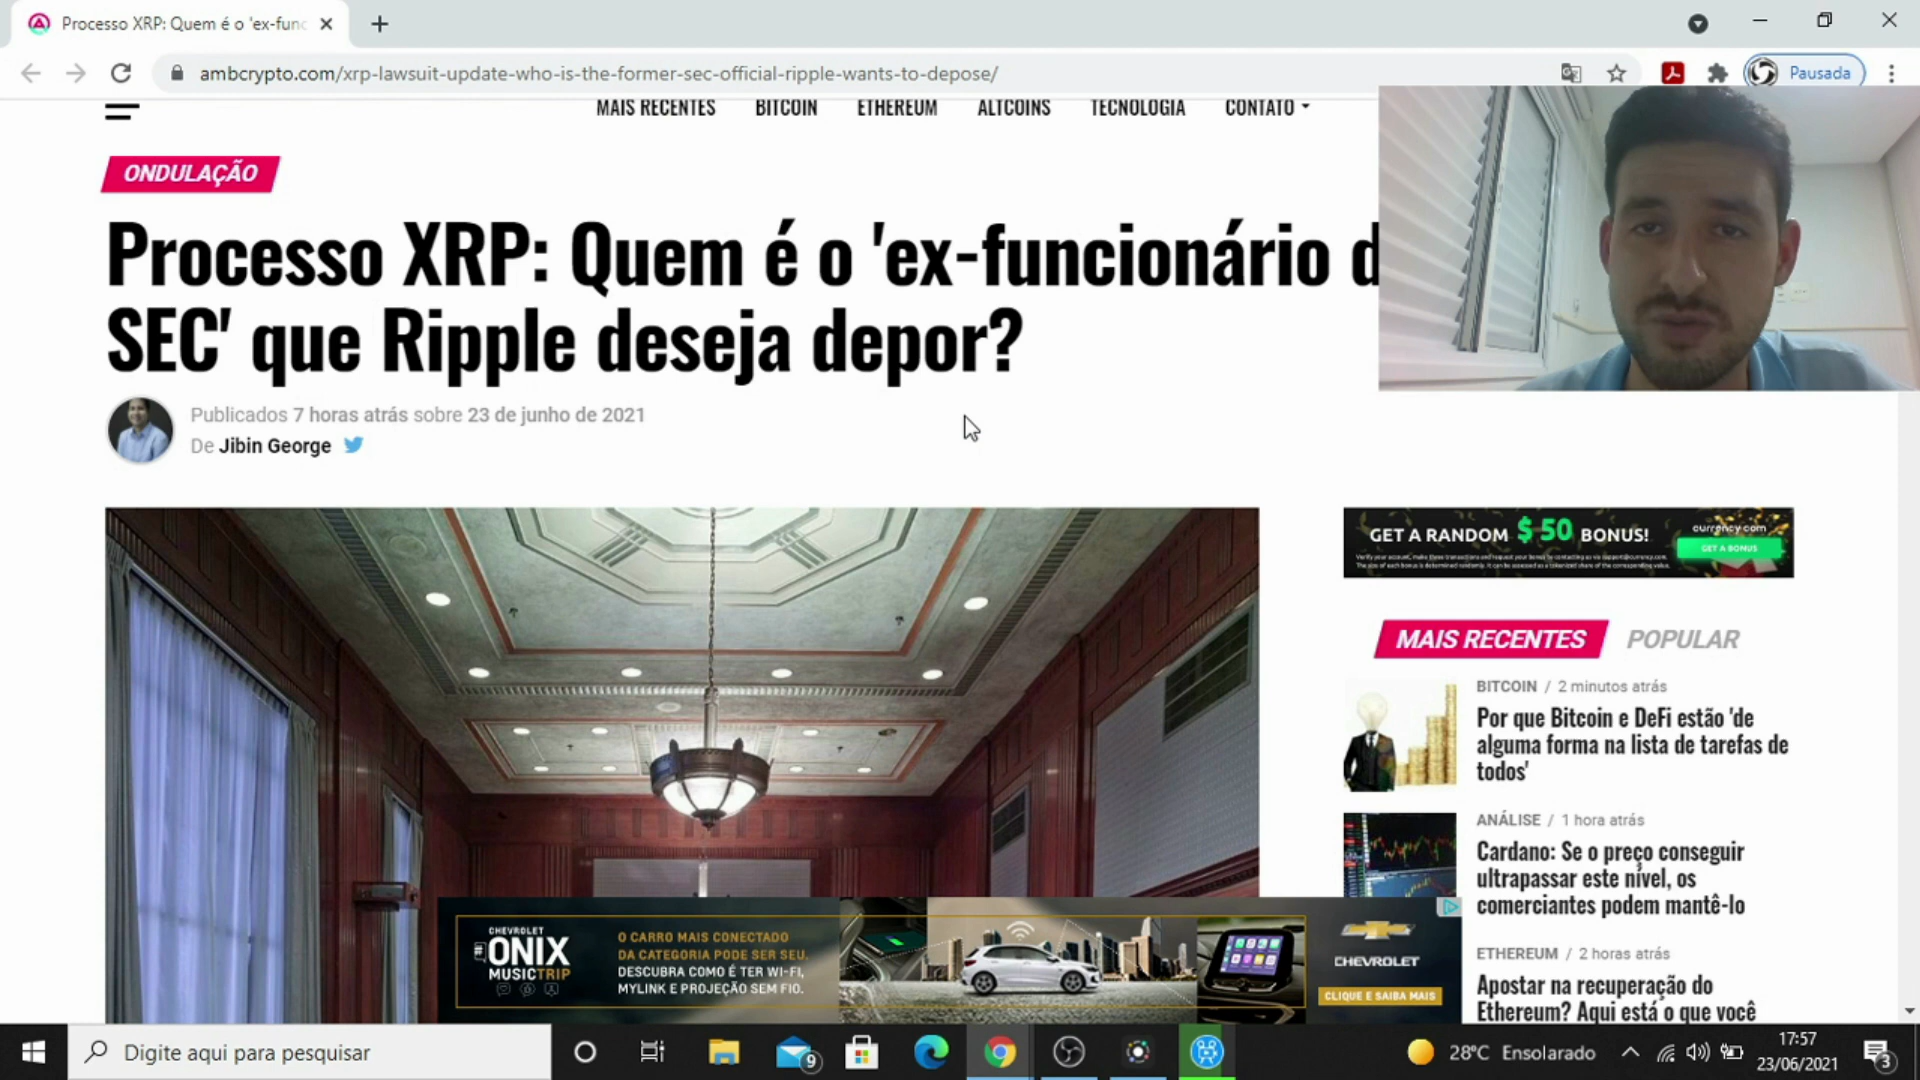 Processo XRP: Quem é o 'ex-func
ambcrypto.com/xrp-lawsuit-update-who-is-the-former-sec-official-ripple-wants-to-depose/
Pausada
MAIS RECENTES BITCOIN ETHEREUM ALTCOINS TECNOLOGIA CONTATO
ONDULAÇÃO
Processo XRP: Quem é o 'ex-funcionário d
SEC' que Ripple deseja depor?
Publicados 7 horas atrás sobre 23 de junho de 2021
De Jibin George
GET A RANDOM $50 BONUS!
currency.com
GET A BONUS
MAIS RECENTES POPULAR
BITCOIN / 2 minutos atrás
Por que Bitcoin e DeFi estão 'de
alguma forma na lista de tarefas de
todos'
ANÁLISE / 1 hora atrás
Cardano: Se o preço conseguir
ultrapassar este nível, os
comerciantes podem mantê-lo
ETHEREUM / 2 horas atrás
Apostar na recuperação do
Ethereum? Aqui está o que você
CHEVROLET
#ONIX
MUSICTRIP
O CARRO MAIS CONECTADO
DA CATEGORIA PODE SER SEU.
DESCUBRA COMO É TER WI-FI,
MYLINK E PROJEÇÃO SEM FIO.
CHEVROLET
CLIQUE E SAIBA MAIS
Digite aqui para pesquisar
9
28°C Ensolarado
17:57
23/06/2021
3